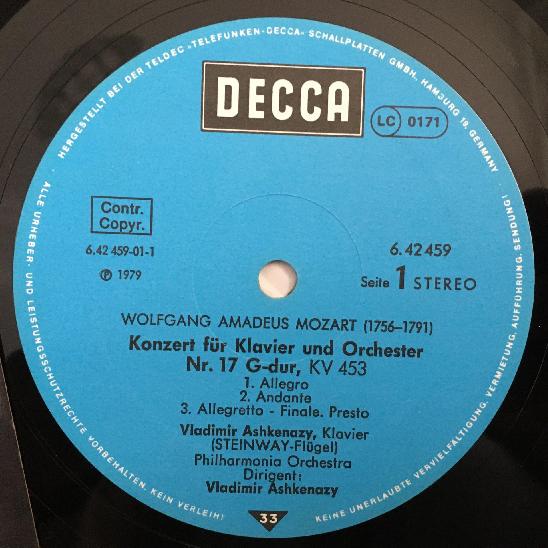 HERGESTELLT BEI DER TELDEC »TELEFUNKEN-DECCA« SCHALLPLATTEN GMBH, HAMBURG 19, GERMANY
DECCA
LC 0171
Contr.
Copyr.
6.42 459-01-1
℗ 1979
6.42 459
Seite 1 STEREO
WOLFGANG AMADEUS MOZART (1756–1791)
Konzert für Klavier und Orchester
Nr. 17 G-dur, KV 453
1. Allegro
2. Andante
3. Allegretto - Finale. Presto
Vladimir Ashkenazy, Klavier
(STEINWAY-Flügel)
Philharmonia Orchestra
Dirigent:
Vladimir Ashkenazy
33
ALLE URHEBER- UND LEISTUNGSSCHUTZRECHTE VORBEHALTEN. KEIN VERLEIH!
KEINE UNERLAUBTE VERVIELFÄLTIGUNG, VERMIETUNG, AUFFÜHRUNG, SENDUNG!